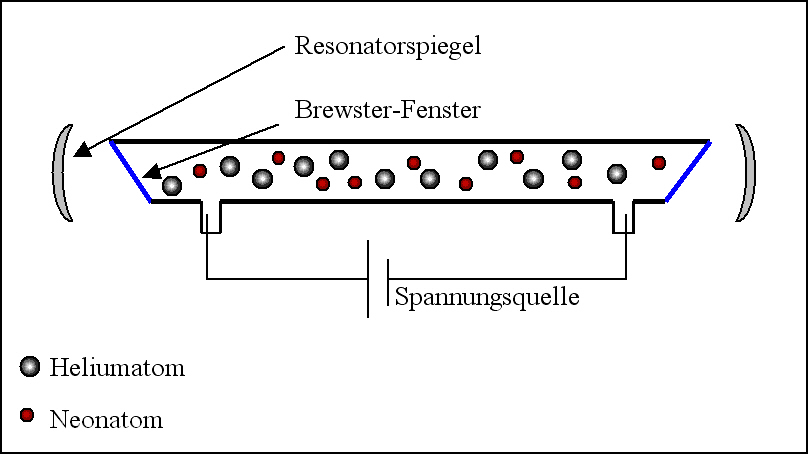 Resonatorspiegel
Brewster-Fenster
Spannungsquelle
Heliumatom
Neonatom